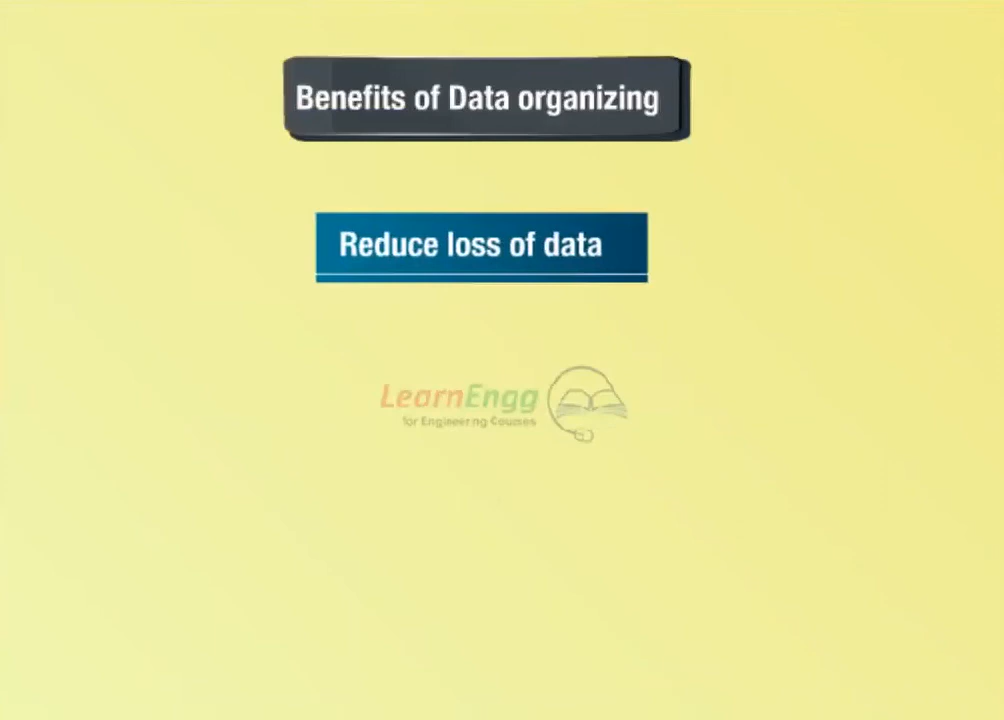 Benefits of Data organizing
Reduce loss of data
LearnEngg
for Engineering Courses